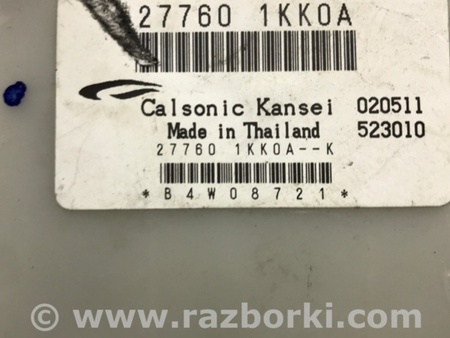 27760 1KK0A
Calsonic Kansei 020511
Made in Thailand 523010
27760 1KK0A--K
*B4W08721*
© www.razborki.com